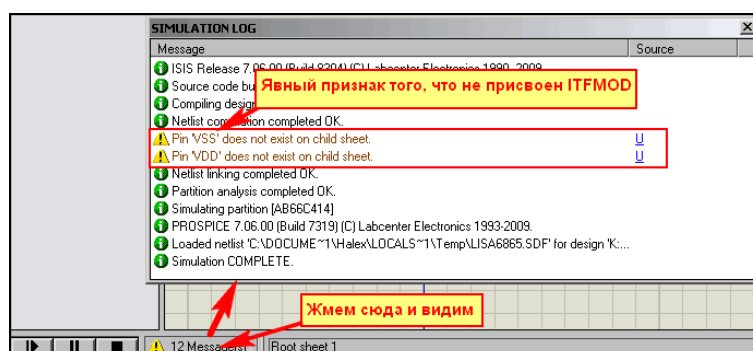 SIMULATION LOG
Message Source
ISIS Release 7.06.00 (Build 8204) (C) Labcenter Electronics 1990-2009.
Source code bu
Явный признак того, что не присвоен ITFMOD
Compiling design
Netlist compilation completed OK.
Pin 'VSS' does not exist on child sheet. U
Pin 'VDD' does not exist on child sheet. U
Netlist linking completed OK.
Partition analysis completed OK.
Simulating partition [AB66C414]
PROSPICE 7.06.00 (Build 7319) (C) Labcenter Electronics 1993-2009.
Loaded netlist 'C:\DOCUME~1\Halex\LOCALS~1\Temp\LISA6865.SDF' for design 'K:...
Simulation COMPLETE.
Жмем сюда и видим
12 Message(s) Root sheet 1